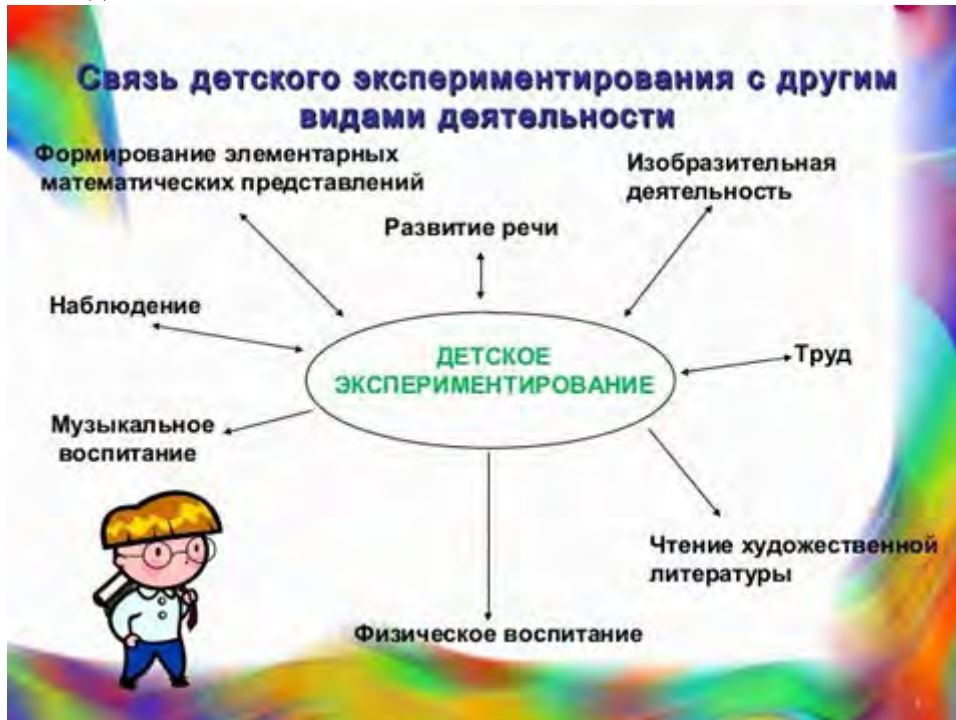 Связь детского экспериментирования с другим
видами деятельности
Формирование элементарных
математических представлений
Изобразительная
деятельность
Развитие речи
Наблюдение
ДЕТСКОЕ
ЭКСПЕРИМЕНТИРОВАНИЕ
Труд
Музыкальное
воспитание
Чтение художественной
литературы
Физическое воспитание